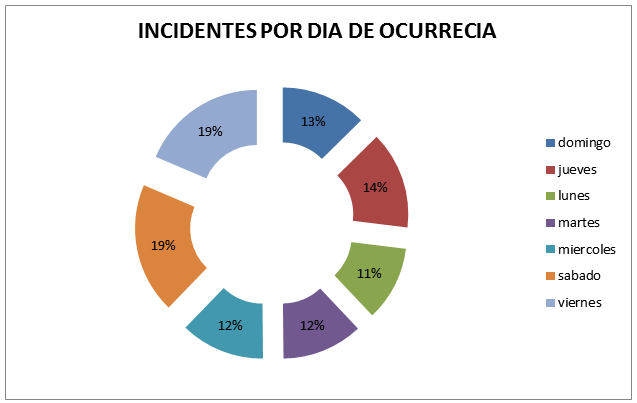 INCIDENTES POR DIA DE OCURRECIA
13%
14%
11%
12%
12%
19%
19%
domingo
jueves
lunes
martes
miercoles
sabado
viernes